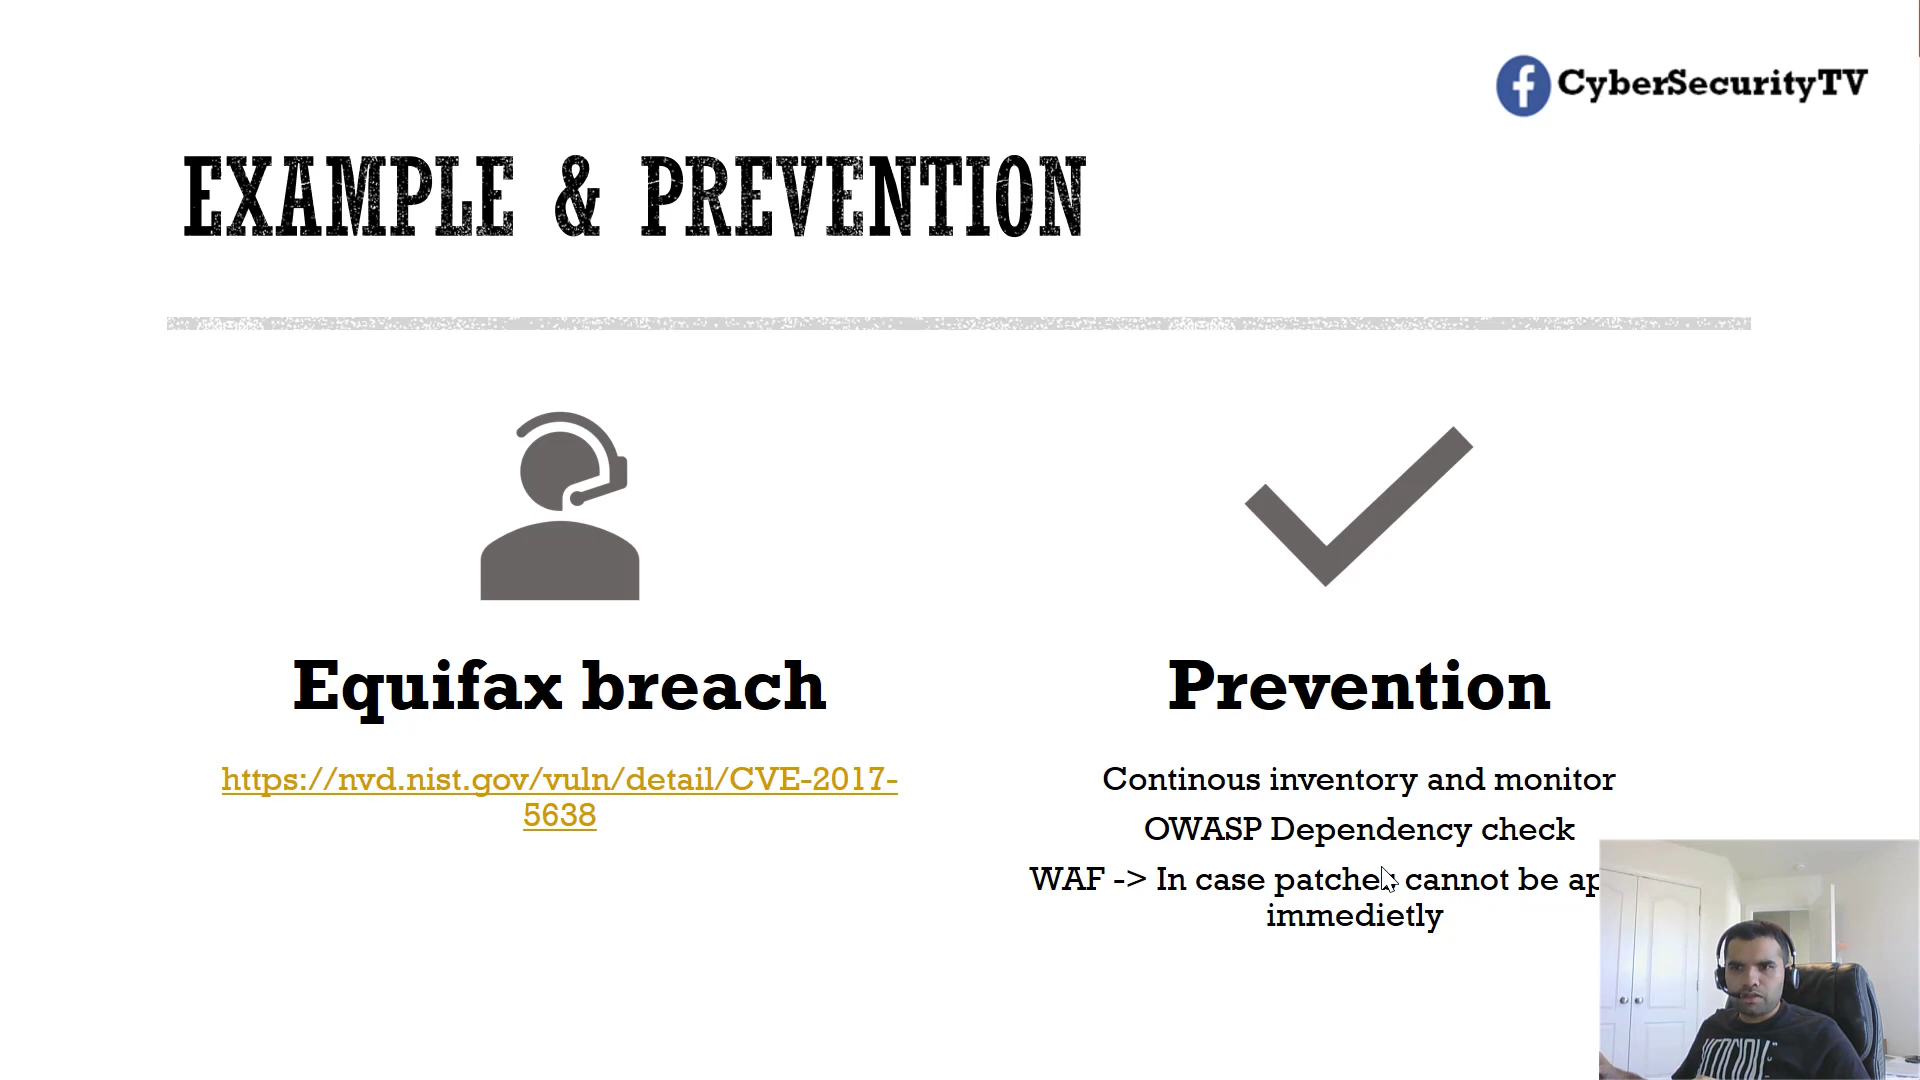 CyberSecurityTV
EXAMPLE & PREVENTION
Equifax breach
https://nvd.nist.gov/vuln/detail/CVE-2017-
5638
Prevention
Continous inventory and monitor
OWASP Dependency check
WAF -> In case patches cannot be ap
immedietly